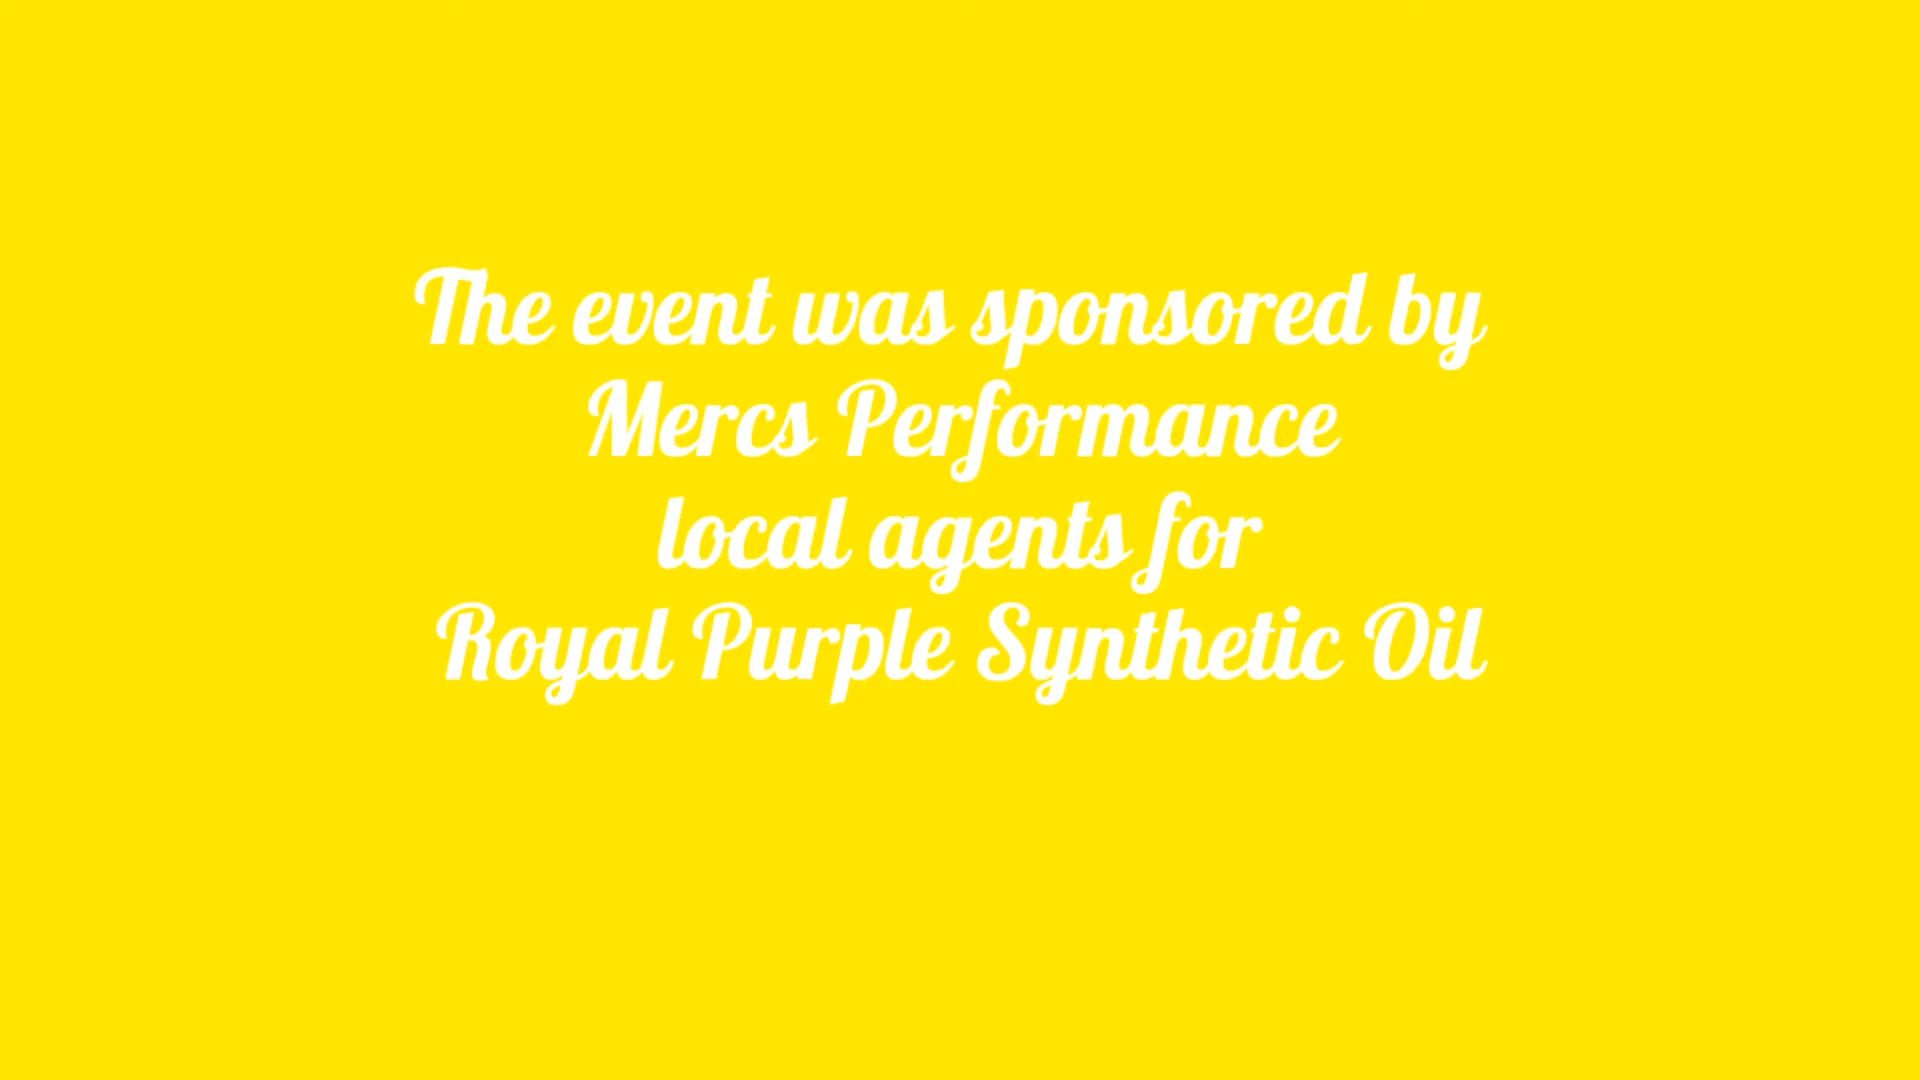 The event was sponsored by
Mercs Performance
local agents for
Royal Purple Synthetic Oil